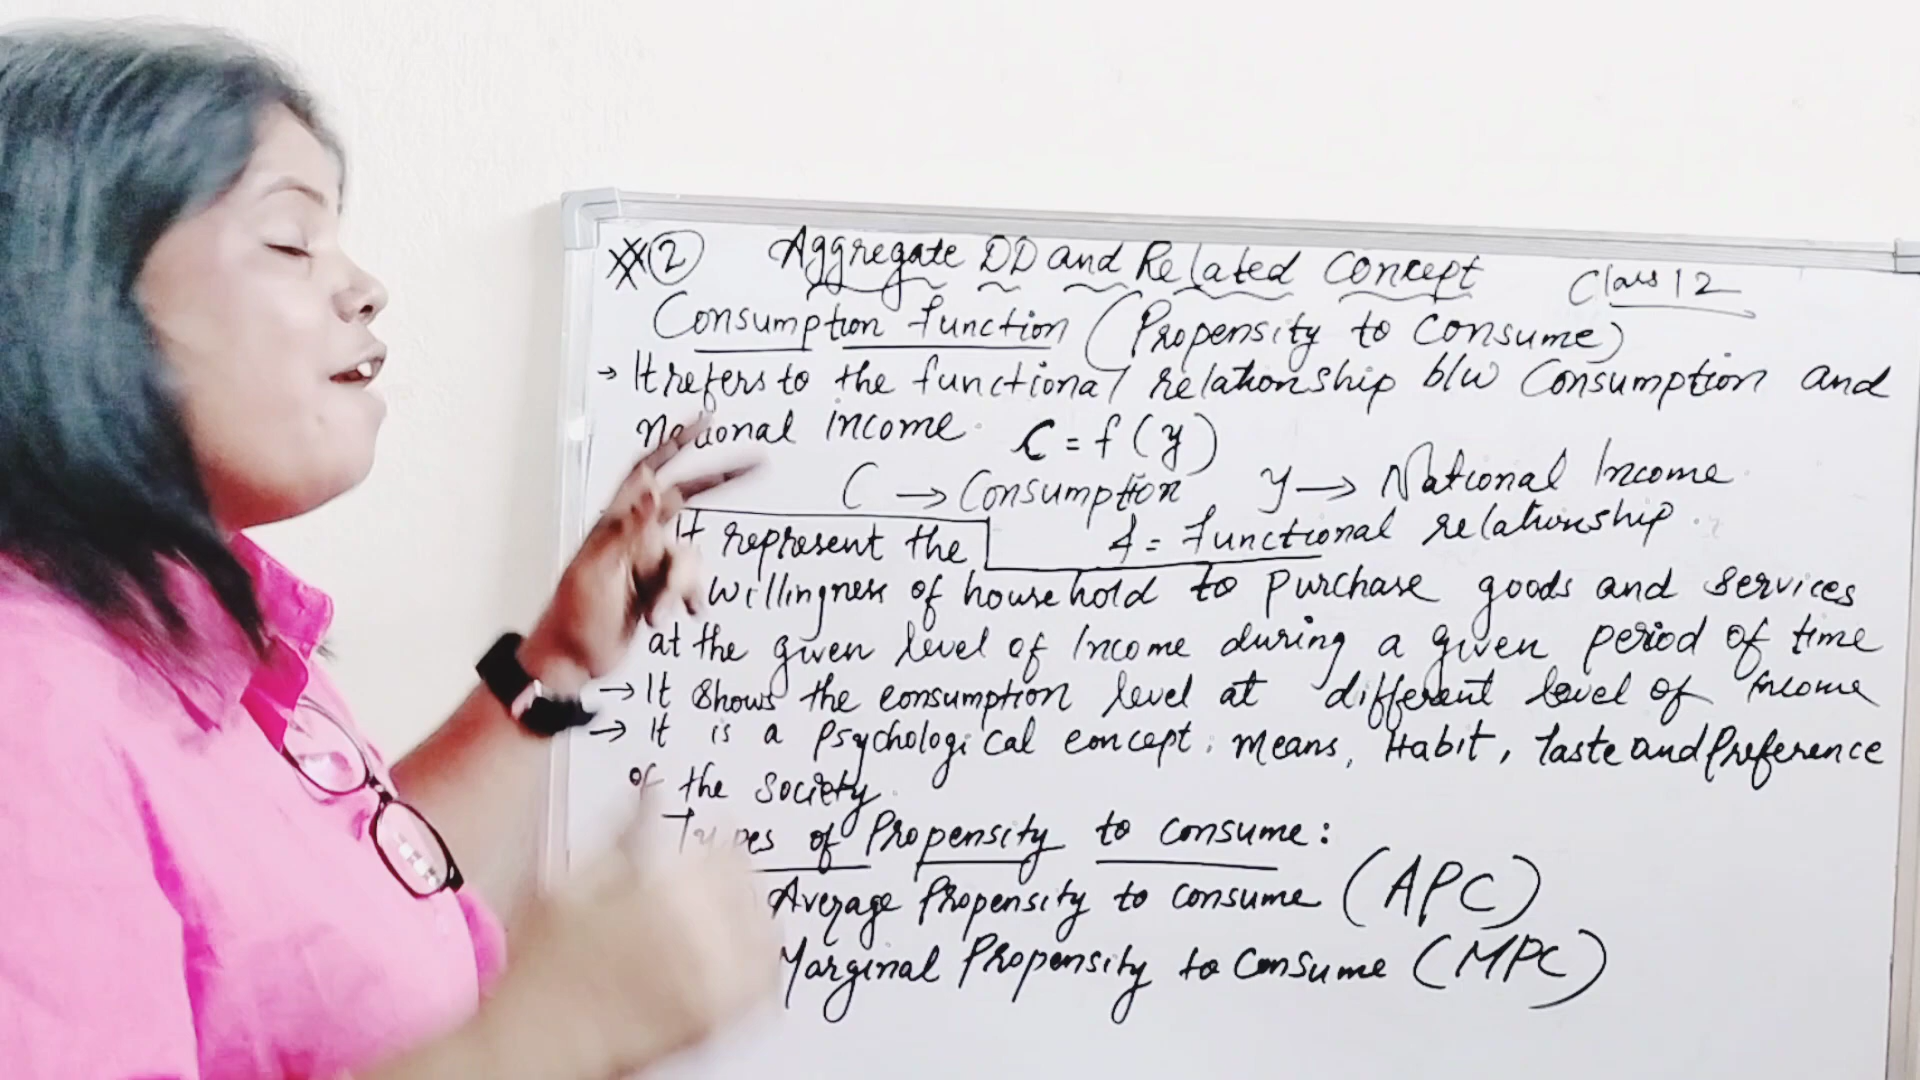 ② Aggregate DD and Related Concept Class 12
Consumption function (Propensity to Consume)
→ It refers to the functional relationship b/w Consumption and
national income. C = f (y)
C → Consumption y → National Income.
It represent the f = functional relationship.
willingness of household to purchase goods and services
at the given level of Income during a given period of time
→ It shows the consumption level at different level of income
→ It is a Psychological concept. Means, Habit, Taste and Preference
of the society.
Types of Propensity to consume:
Average Propensity to consume (APC)
Marginal Propensity to Consume (MPC)